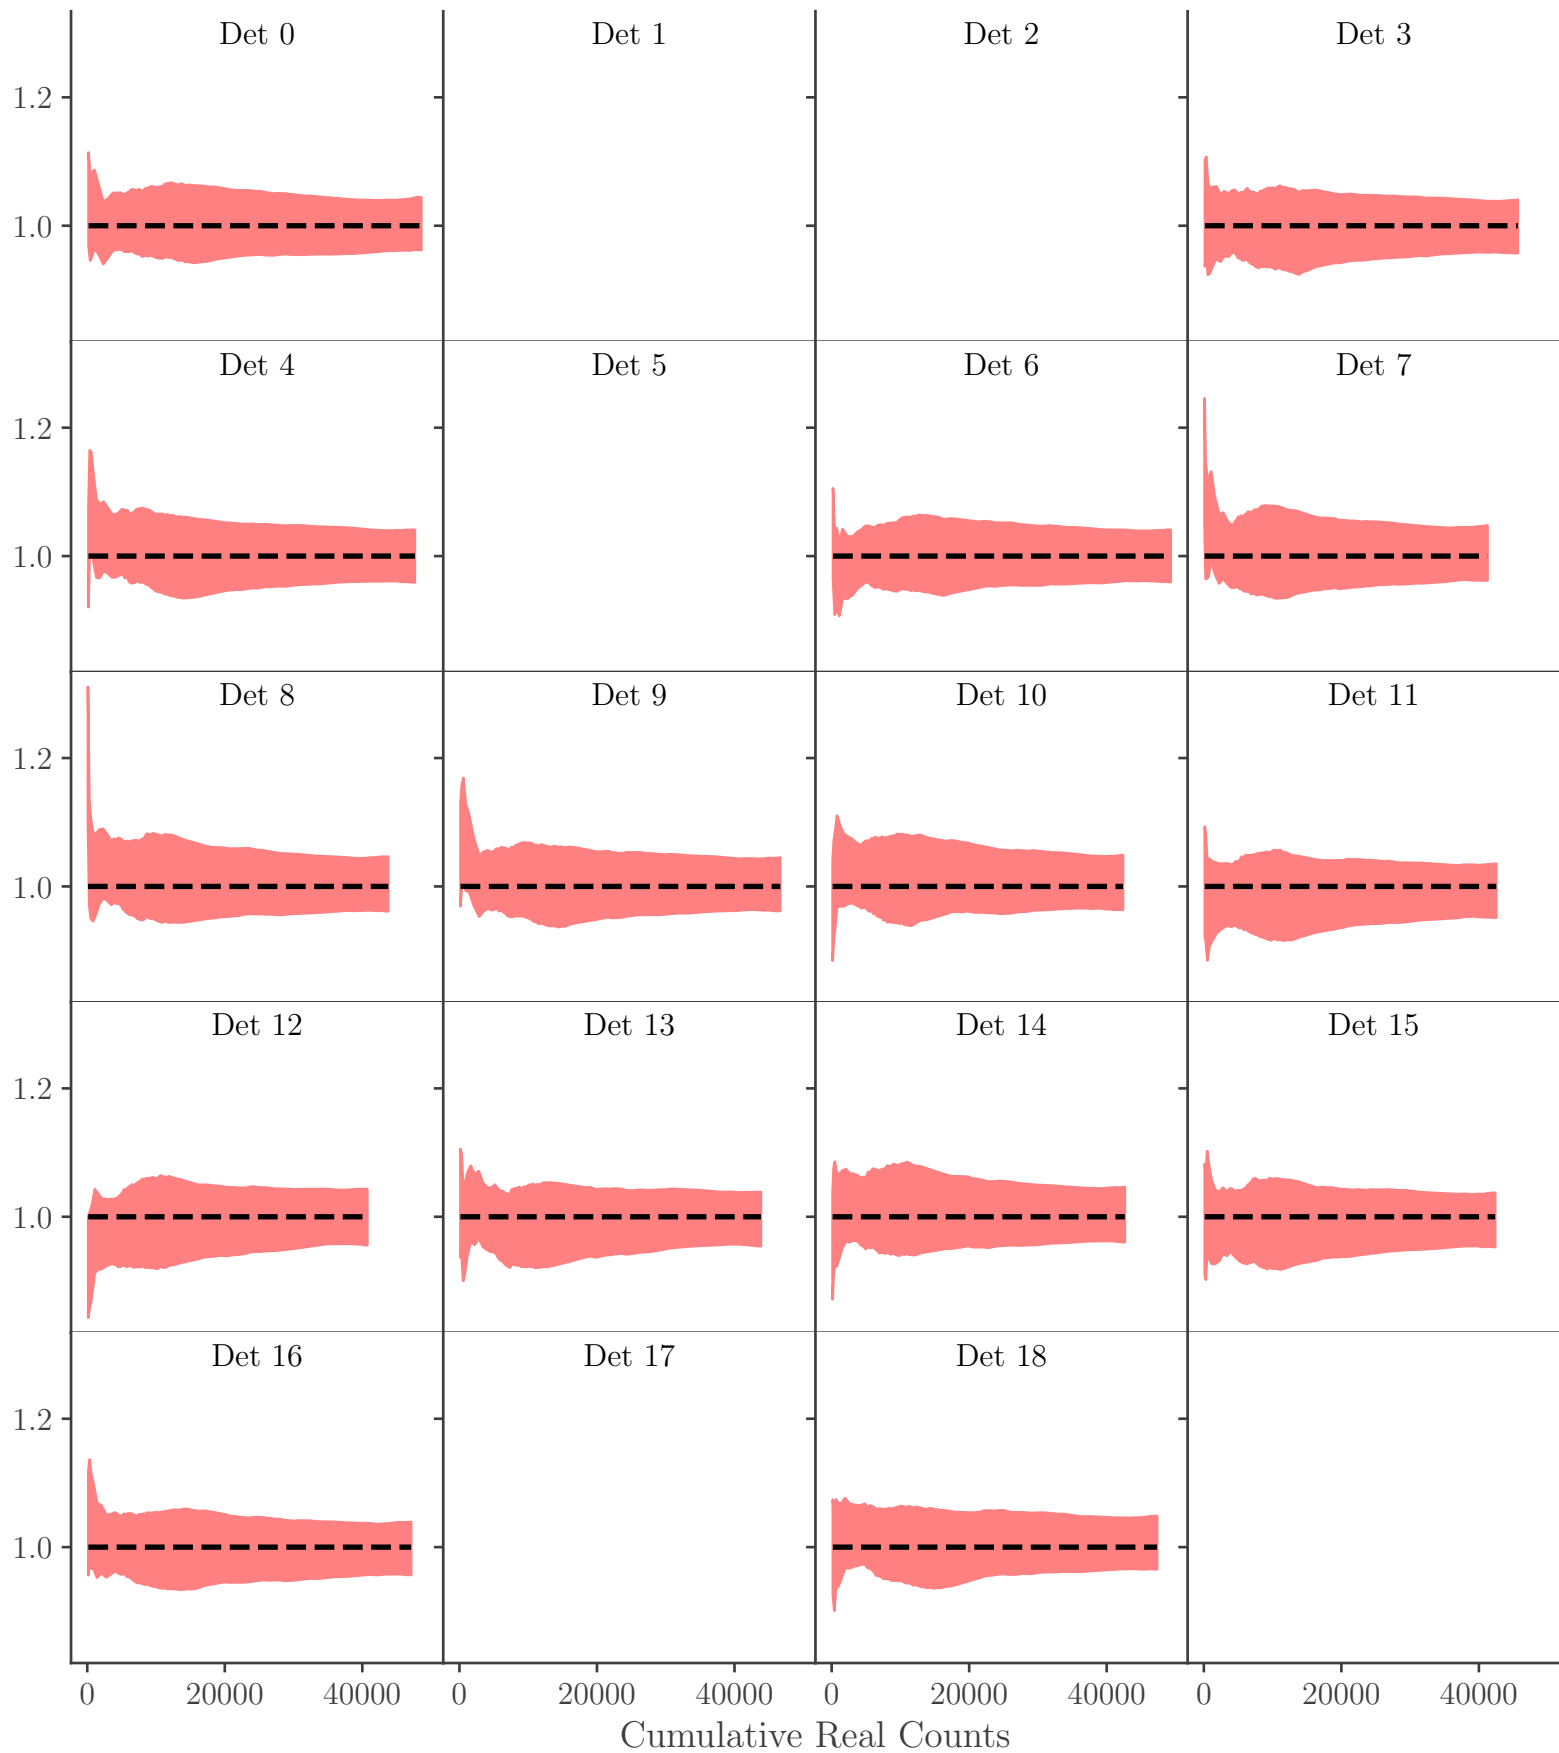 Det 0 Det 1 Det 2 Det 3
1.2
1.0
Det 4 Det 5 Det 6 Det 7
1.2
1.0
Det 8 Det 9 Det 10 Det 11
1.2
1.0
Det 12 Det 13 Det 14 Det 15
1.2
1.0
Det 16 Det 17 Det 18
1.2
1.0
0 20000 40000 0 20000 40000 0 20000 40000 0 20000 40000
Cumulative Real Counts